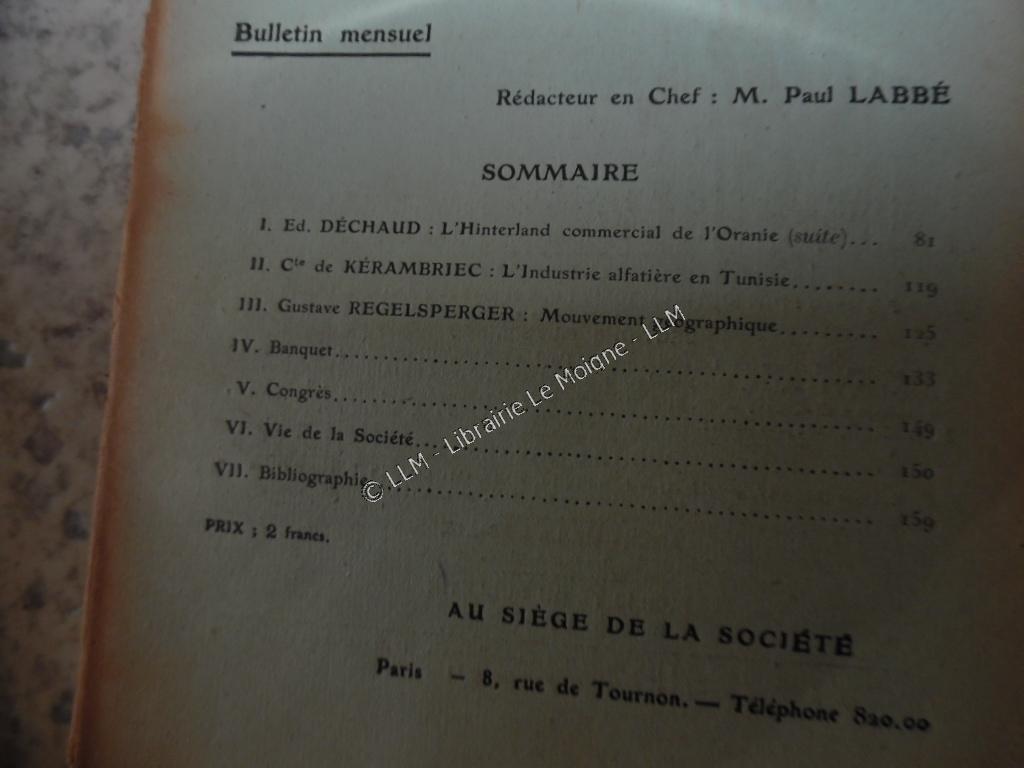 Bulletin mensuel
Rédacteur en Chef : M. Paul LABBÉ
SOMMAIRE
I. Ed. DÉCHAUD : L'Hinterland commercial de l'Oranie (suite)... 81
II. Cte de KÉRAMBRIEC : L'Industrie alfatière en Tunisie........ 119
III. Gustave REGELSPERGER : Mouvement géographique......... 125
IV. Banquet........ 133
V. Congrès........ 149
VI. Vie de la Société........ 150
VII. Bibliographie........ 159
PRIX ; 2 francs.
AU SIÈGE DE LA SOCIÉTÉ
Paris — 8, rue de Tournon. — Téléphone 820.00
© LLM - Librairie Le Moigne - LLM